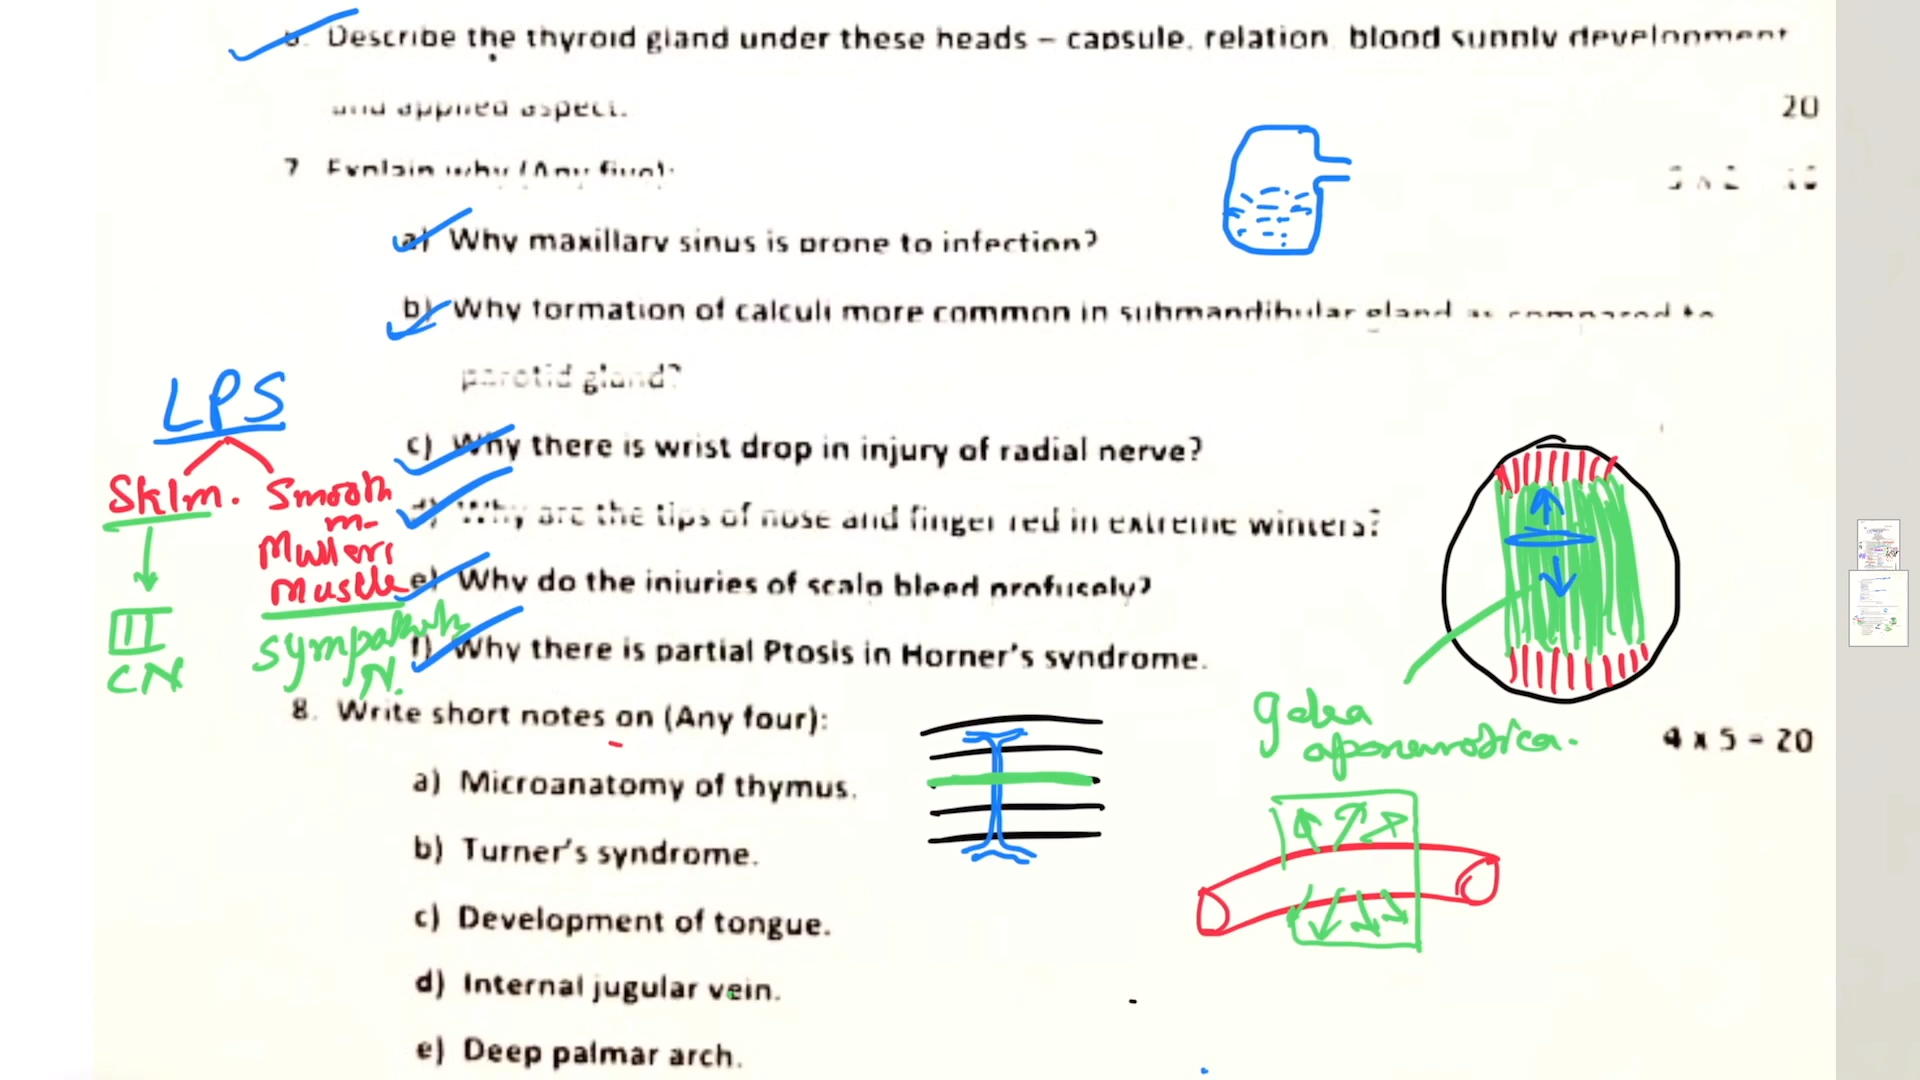 Describe the thyroid gland under these heads – capsule, relation, blood supply development
and applied aspect.
20
7 Explain why (Any five):
a) Why maxillary sinus is prone to infection?
b) Why formation of calculi more common in submandibular gland as compared to
parotid gland?
LPS
c) Why there is wrist drop in injury of radial nerve?
Sklm. Smooth
m-
d) Why are the tips of nose and finger red in extreme winters?
Mullers
Muscle
e) Why do the injuries of scalp bleed profusely?
III
CN
Sympathetic
N.
f) Why there is partial Ptosis in Horner's syndrome.
8. Write short notes on (Any four):
Galea
aponeurotica.
4 x 5 = 20
a) Microanatomy of thymus.
b) Turner's syndrome.
c) Development of tongue.
d) Internal jugular vein.
e) Deep palmar arch.